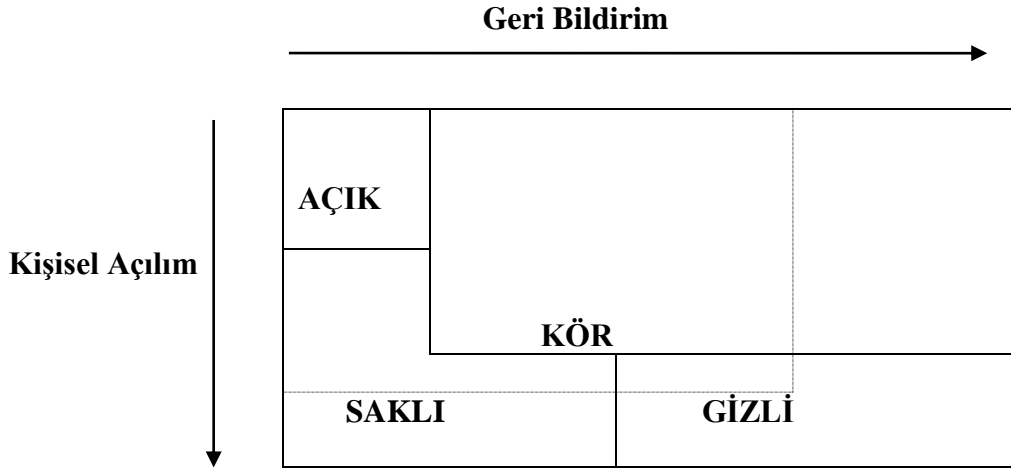 Geri Bildirim
AÇIK
Kişisel Açılım
KÖR
SAKLI
GİZLİ